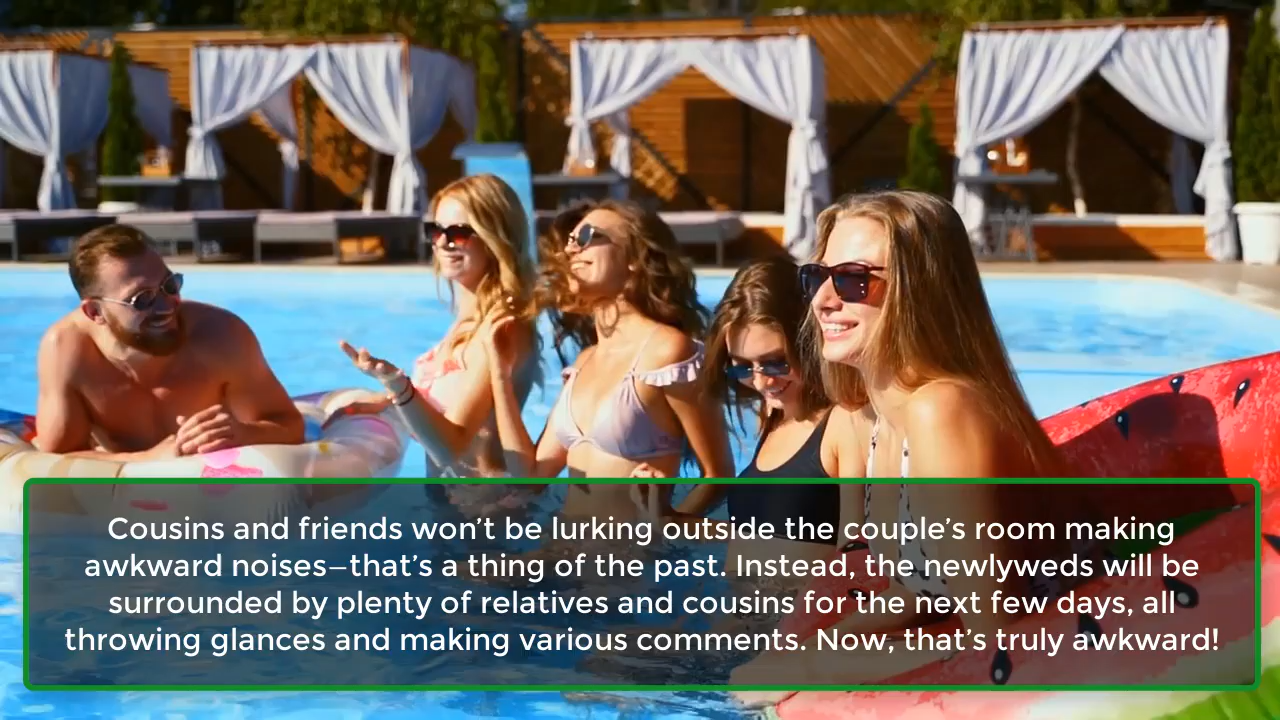 Cousins and friends won’t be lurking outside the couple’s room making
awkward noises—that’s a thing of the past. Instead, the newlyweds will be
surrounded by plenty of relatives and cousins for the next few days, all
throwing glances and making various comments. Now, that’s truly awkward!